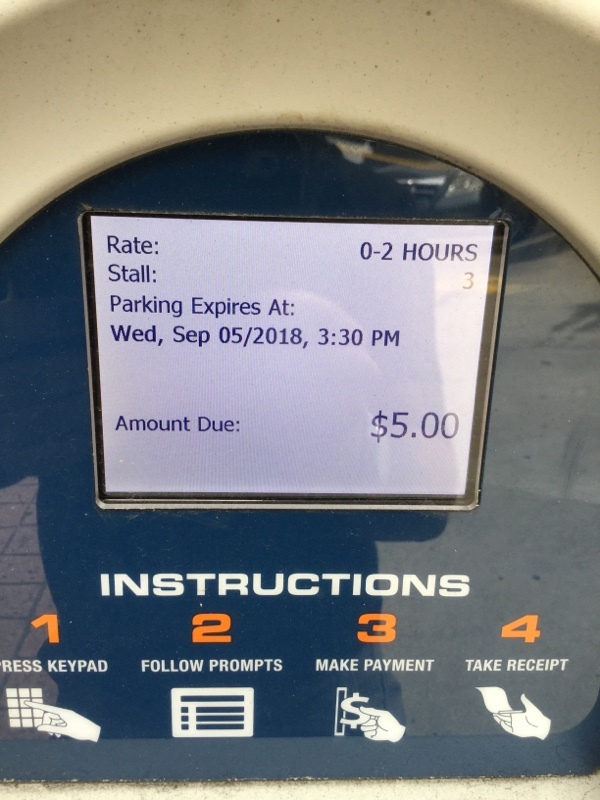 Rate: 0-2 HOURS
Stall: 3
Parking Expires At:
Wed, Sep 05/2018, 3:30 PM
Amount Due: $5.00
INSTRUCTIONS
1 2 3 4
RESS KEYPAD FOLLOW PROMPTS MAKE PAYMENT TAKE RECEIPT
$